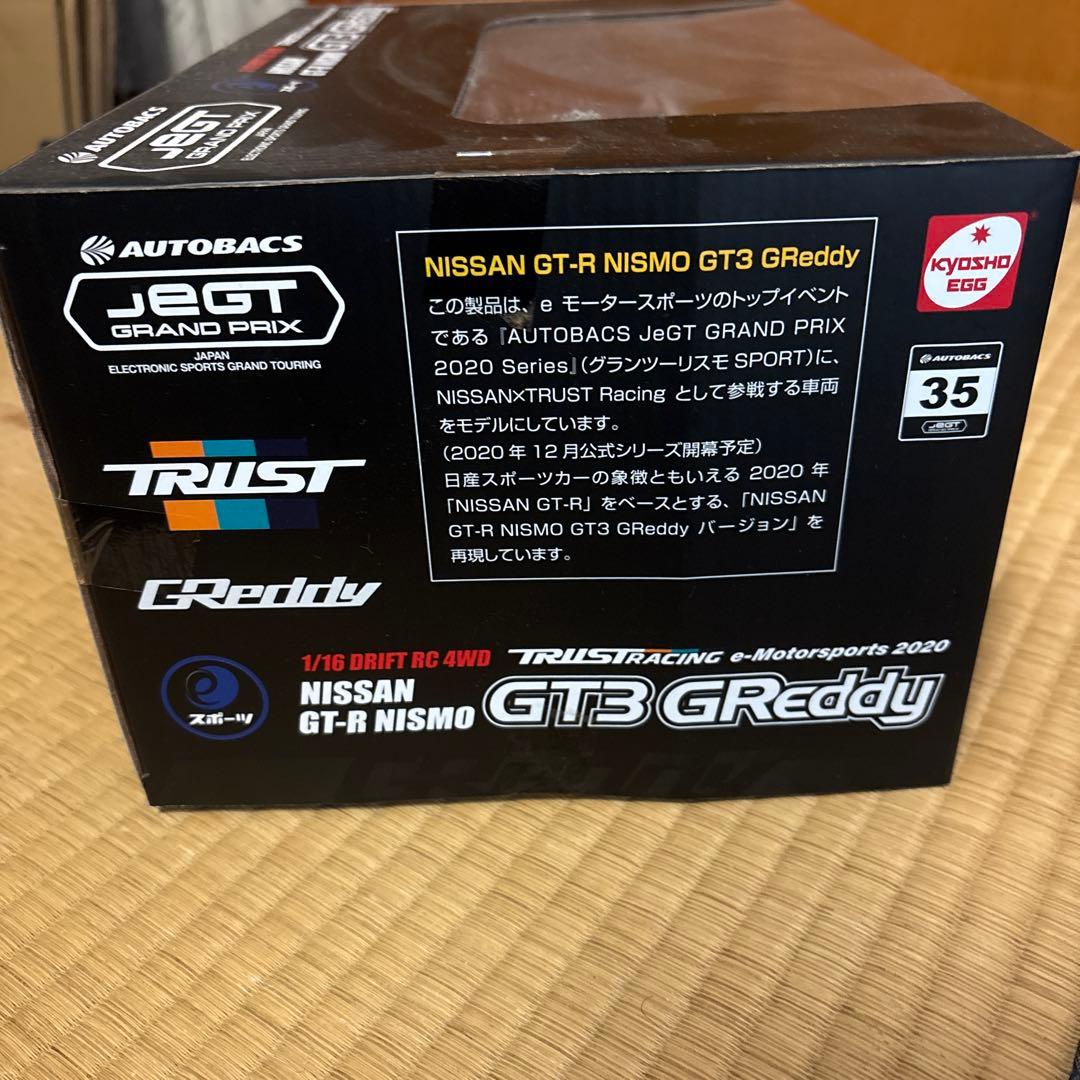 AUTOBACS
JeGT
GRAND PRIX
JAPAN
ELECTRONIC SPORTS GRAND TOURING
AUTOBACS
JeGT
GRAND PRIX
JAPAN
ELECTRONIC SPORTS GRAND TOURING
TRUST
GReddy
eスポーツ
NISSAN GT-R NISMO GT3 GReddy
この製品は、e モータースポーツのトップイベント
である『AUTOBACS JeGT GRAND PRIX
2020 Series』(グランツーリスモ SPORT)に、
NISSAN×TRUST Racing として参戦する車両
をモデルにしています。
(2020 年 12 月公式シリーズ開幕予定)
日産スポーツカーの象徴ともいえる 2020 年
「NISSAN GT-R」をベースとする、「NISSAN
GT-R NISMO GT3 GReddy バージョン」を
再現しています。
KYOSHO
EGG
AUTOBACS
35
JeGT
1/16 DRIFT RC 4WD TRUST RACING e-Motorsports 2020
NISSAN
GT-R NISMO GT3 GReddy